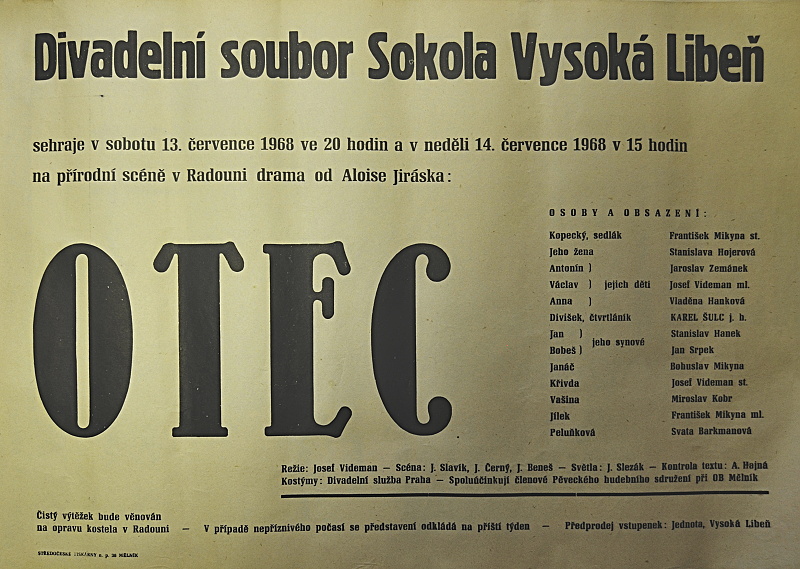 Divadelní soubor Sokola Vysoká Libeň
sehraje v sobotu 13. července 1968 ve 20 hodin a v neděli 14. července 1968 v 15 hodin
na přírodní scéně v Radouni drama od Aloise Jiráska:
OTEC
OSOBY A OBSAZENÍ:
Kopecký, sedlák František Mikyna st.
Jeho žena Stanislava Hojerová
Antonín ) Jaroslav Zemánek
Václav ) jejich děti Josef Videman ml.
Anna ) Vladěna Hanková
Divíšek, čtvrtláník KAREL ŠULC j. h.
Jan ) Stanislav Hanek
jeho synové
Bobeš ) Jan Srpek
Janáč Bohuslav Mikyna
Křivda Josef Videman st.
Vašina Miroslav Kobr
Jílek František Mikyna ml.
Peluňková Svata Barkmanová
Režie: Josef Videman — Scéna: J. Slavík, J. Černý, J. Beneš — Světla: J. Slezák — Kontrola textu: A. Hojná
Kostýmy: Divadelní služba Praha — Spoluúčinkují členové Pěveckého hudebního sdružení při OB Mělník
Čistý výtěžek bude věnován
na opravu kostela v Radouni — V případě nepříznivého počasí se představení odkládá na příští týden — Předprodej vstupenek: Jednota, Vysoká Libeň
STŘEDOČESKÉ TISKÁRNY n. p. 26 MĚLNÍK